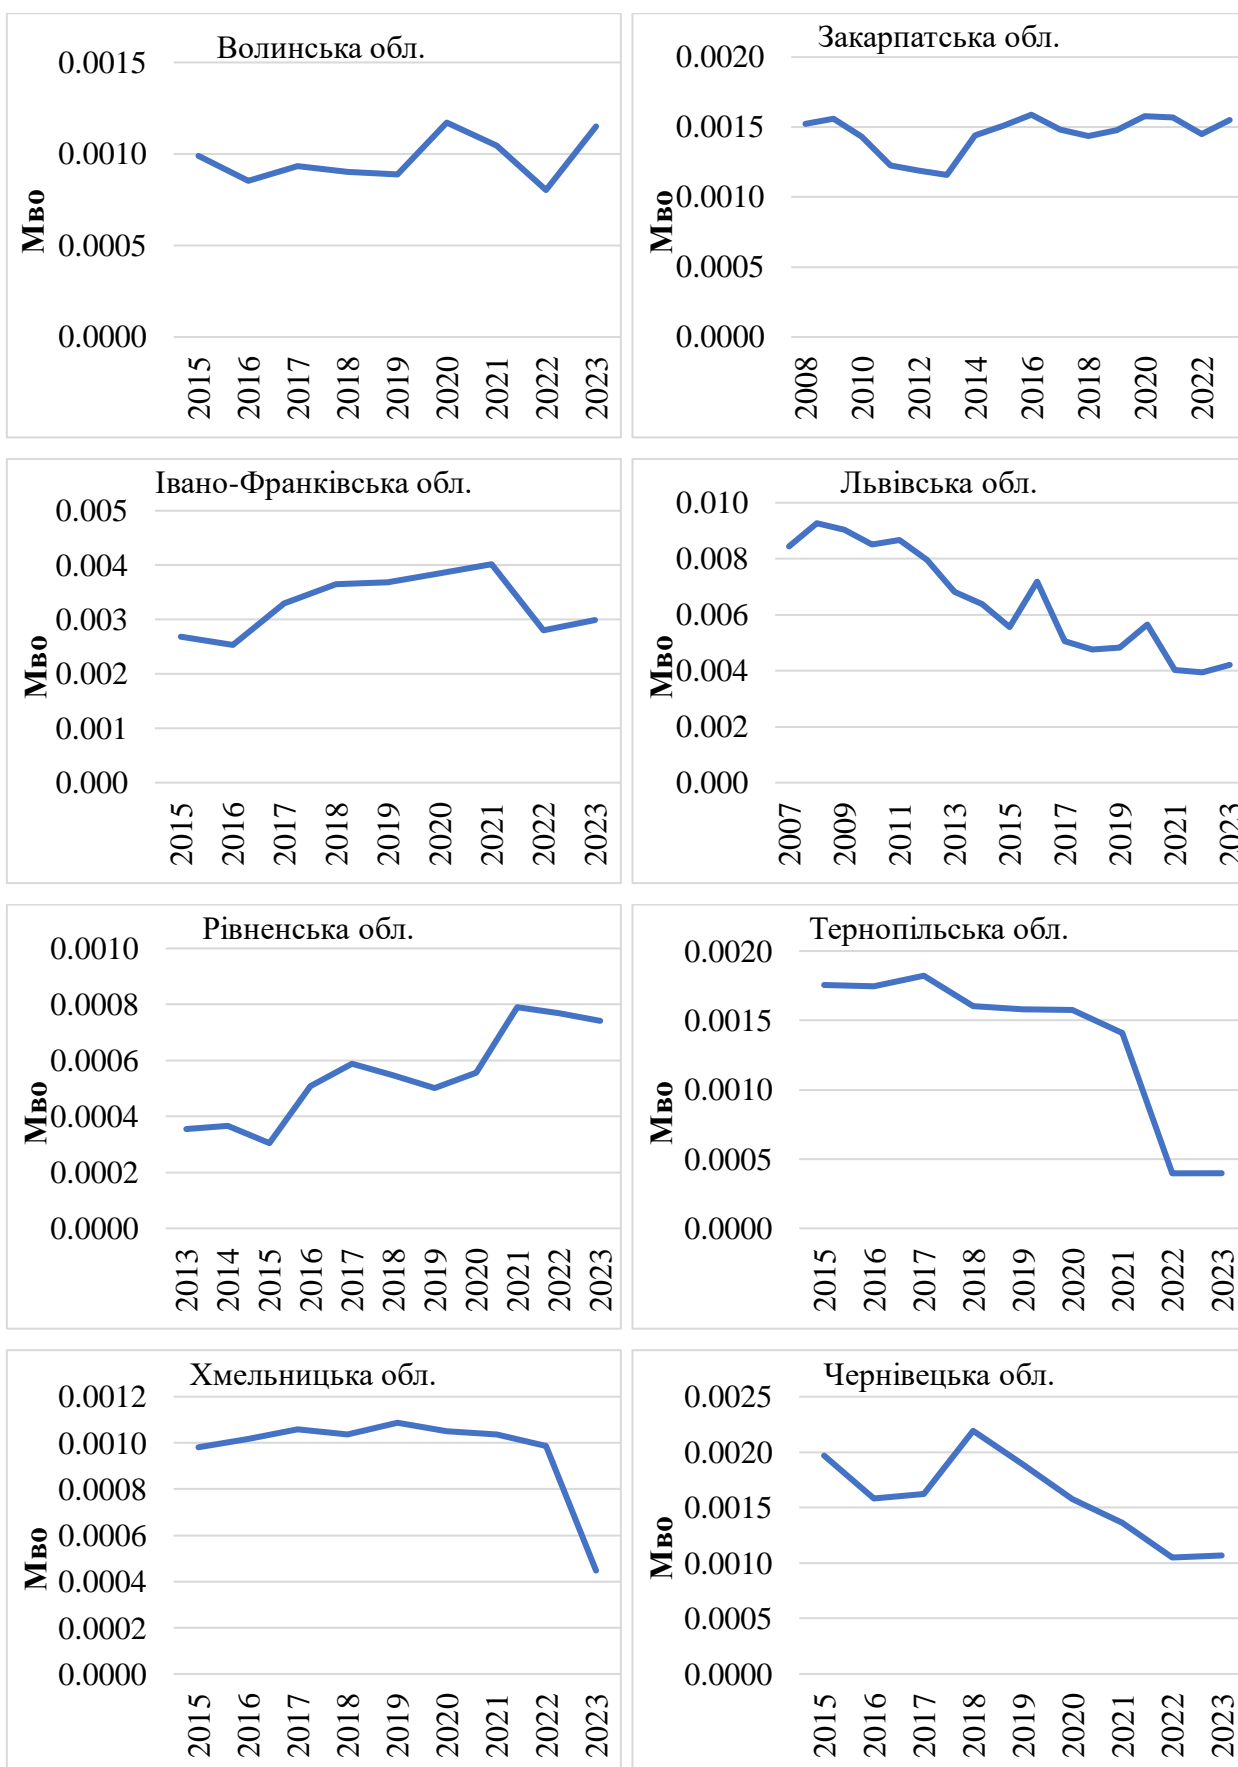 Волинська обл.
0.0015
0.0010
0.0005
0.0000
Мво
2015 2016 2017 2018 2019 2020 2021 2022 2023
Закарпатська обл.
0.0020
0.0015
0.0010
0.0005
0.0000
Мво
2008 2010 2012 2014 2016 2018 2020 2022
Івано-Франківська обл.
0.005
0.004
0.003
0.002
0.001
0.000
Мво
2015 2016 2017 2018 2019 2020 2021 2022 2023
Львівська обл.
0.010
0.008
0.006
0.004
0.002
0.000
Мво
2007 2009 2011 2013 2015 2017 2019 2021 2023
Рівненська обл.
0.0010
0.0008
0.0006
0.0004
0.0002
0.0000
Мво
2013 2014 2015 2016 2017 2018 2019 2020 2021 2022 2023
Тернопільська обл.
0.0020
0.0015
0.0010
0.0005
0.0000
Мво
2015 2016 2017 2018 2019 2020 2021 2022 2023
Хмельницька обл.
0.0012
0.0010
0.0008
0.0006
0.0004
0.0002
0.0000
Мво
2015 2016 2017 2018 2019 2020 2021 2022 2023
Чернівецька обл.
0.0025
0.0020
0.0015
0.0010
0.0005
0.0000
Мво
2015 2016 2017 2018 2019 2020 2021 2022 2023